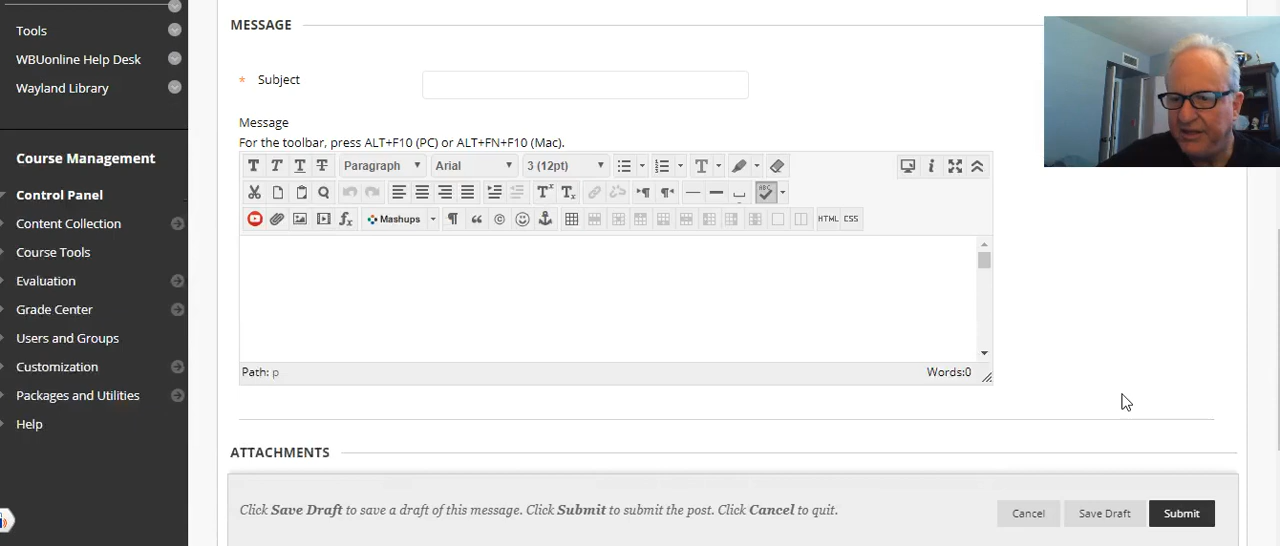 Tools
WBUonline Help Desk
Wayland Library
Course Management
Control Panel
Content Collection
Course Tools
Evaluation
Grade Center
Users and Groups
Customization
Packages and Utilities
Help
MESSAGE
* Subject
Message
For the toolbar, press ALT+F10 (PC) or ALT+FN+F10 (Mac).
T T T T Paragraph Arial 3 (12pt) T
Mashups HTML CSS
Path: p Words:0
ATTACHMENTS
Click Save Draft to save a draft of this message. Click Submit to submit the post. Click Cancel to quit.
Cancel Save Draft Submit